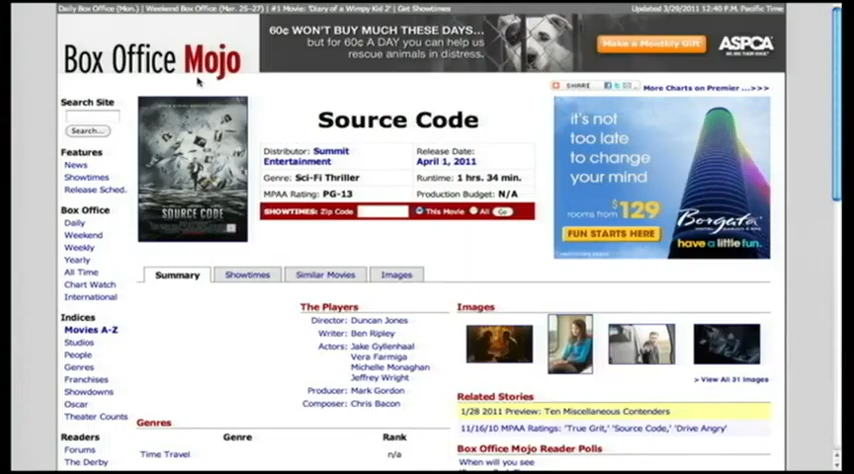 Daily Box Office (Mon.) | Weekend Box Office (Mar. 25–27) | #1 Movie: 'Diary of a Wimpy Kid 2' | Get Showtimes
Updated 3/29/2011 12:40 P.M. Pacific Time
Box Office Mojo
60¢ WON'T BUY MUCH THESE DAYS...
but for 60¢ A DAY you can help us
rescue animals in distress.
Make a Monthly Gift
ASPCA
SHARE
More Charts on Premier ...>>>
Search Site
Search...
Features
News
Showtimes
Release Sched.
Box Office
Daily
Weekend
Weekly
Yearly
All Time
Chart Watch
International
Indices
Movies A-Z
Studios
People
Genres
Franchises
Showdowns
Oscar
Theater Counts
Readers
Forums
The Derby
SOURCE CODE
Source Code
Distributor: Summit
Entertainment
Release Date:
April 1, 2011
Genre: Sci-Fi Thriller
Runtime: 1 hrs. 34 min.
MPAA Rating: PG-13
Production Budget: N/A
SHOWTIMES: Zip Code
This Movie
All
Go
it's not
too late
to change
your mind
rooms from $129
FUN STARTS HERE
Borgata
have a little fun.
Summary
Showtimes
Similar Movies
Images
The Players
Director: Duncan Jones
Writer: Ben Ripley
Actors: Jake Gyllenhaal
Vera Farmiga
Michelle Monaghan
Jeffrey Wright
Producer: Mark Gordon
Composer: Chris Bacon
Genres
Genre
Rank
Time Travel
n/a
Images
> View All 31 Images
Related Stories
1/28 2011 Preview: Ten Miscellaneous Contenders
11/16/10 MPAA Ratings: 'True Grit,' 'Source Code,' 'Drive Angry'
Box Office Mojo Reader Polls
When will you see